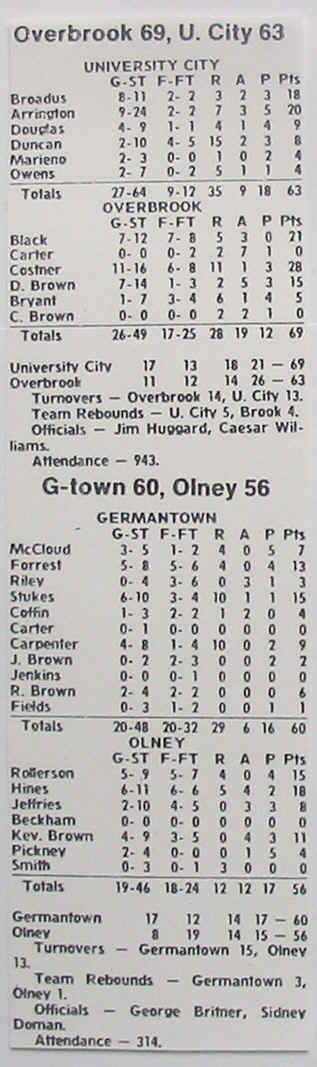 Overbrook 69, U. City 63
UNIVERSITY CITY
G-ST F-FT R A P Pts
Broadus 8-11 2- 2 3 2 3 18
Arrington 9-24 2- 2 7 3 5 20
Douglas 4- 9 1- 1 4 1 4 9
Duncan 2-10 4- 5 15 2 3 8
Marieno 2- 3 0- 0 1 0 2 4
Owens 2- 7 0- 2 5 1 1 4
Totals 27-64 9-12 35 9 18 63
OVERBROOK
G-ST F-FT R A P Pts
Black 7-12 7- 8 5 3 0 21
Carter 0- 0 0- 2 2 7 1 0
Costner 11-16 6- 8 11 1 3 28
D. Brown 7-14 1- 3 2 5 3 15
Bryant 1- 7 3- 4 6 1 4 5
C. Brown 0- 0 0- 0 2 2 1 0
Totals 26-49 17-25 28 19 12 69
University City 17 13 18 21 — 69
Overbrook 11 12 14 26 — 63
Turnovers — Overbrook 14, U. City 13.
Team Rebounds — U. City 5, Brook 4.
Officials — Jim Huggard, Caesar Wil-
liams.
Attendance — 943.
G-town 60, Olney 56
GERMANTOWN
G-ST F-FT R A P Pts
McCloud 3- 5 1- 2 4 0 5 7
Forrest 5- 8 5- 6 4 0 4 13
Riley 0- 4 3- 6 0 3 1 3
Stukes 6-10 3- 4 10 1 1 15
Coffin 1- 3 2- 2 1 2 0 4
Carter 0- 1 0- 0 0 0 0 0
Carpenter 4- 8 1- 4 10 0 2 9
J. Brown 0- 2 2- 3 0 0 2 2
Jenkins 0- 0 0- 1 0 0 0 0
R. Brown 2- 4 2- 2 0 0 0 6
Fields 0- 3 1- 2 0 0 1 1
Totals 20-48 20-32 29 6 16 60
OLNEY
G-ST F-FT R A P Pts
Rollerson 5- 9 5- 7 4 0 4 15
Hines 6-11 6- 6 5 4 2 18
Jeffries 2-10 4- 5 0 3 3 8
Beckham 0- 0 0- 0 0 0 0 0
Kev. Brown 4- 9 3- 5 0 4 3 11
Pickney 2- 4 0- 0 0 1 5 4
Smith 0- 3 0- 1 3 0 0 0
Totals 19-46 18-24 12 12 17 56
Germantown 17 12 14 17 — 60
Olney 8 19 14 15 — 56
Turnovers — Germantown 15, Olney
13.
Team Rebounds — Germantown 3,
Olney 1.
Officials — George Britner, Sidney
Doman.
Attendance — 314.